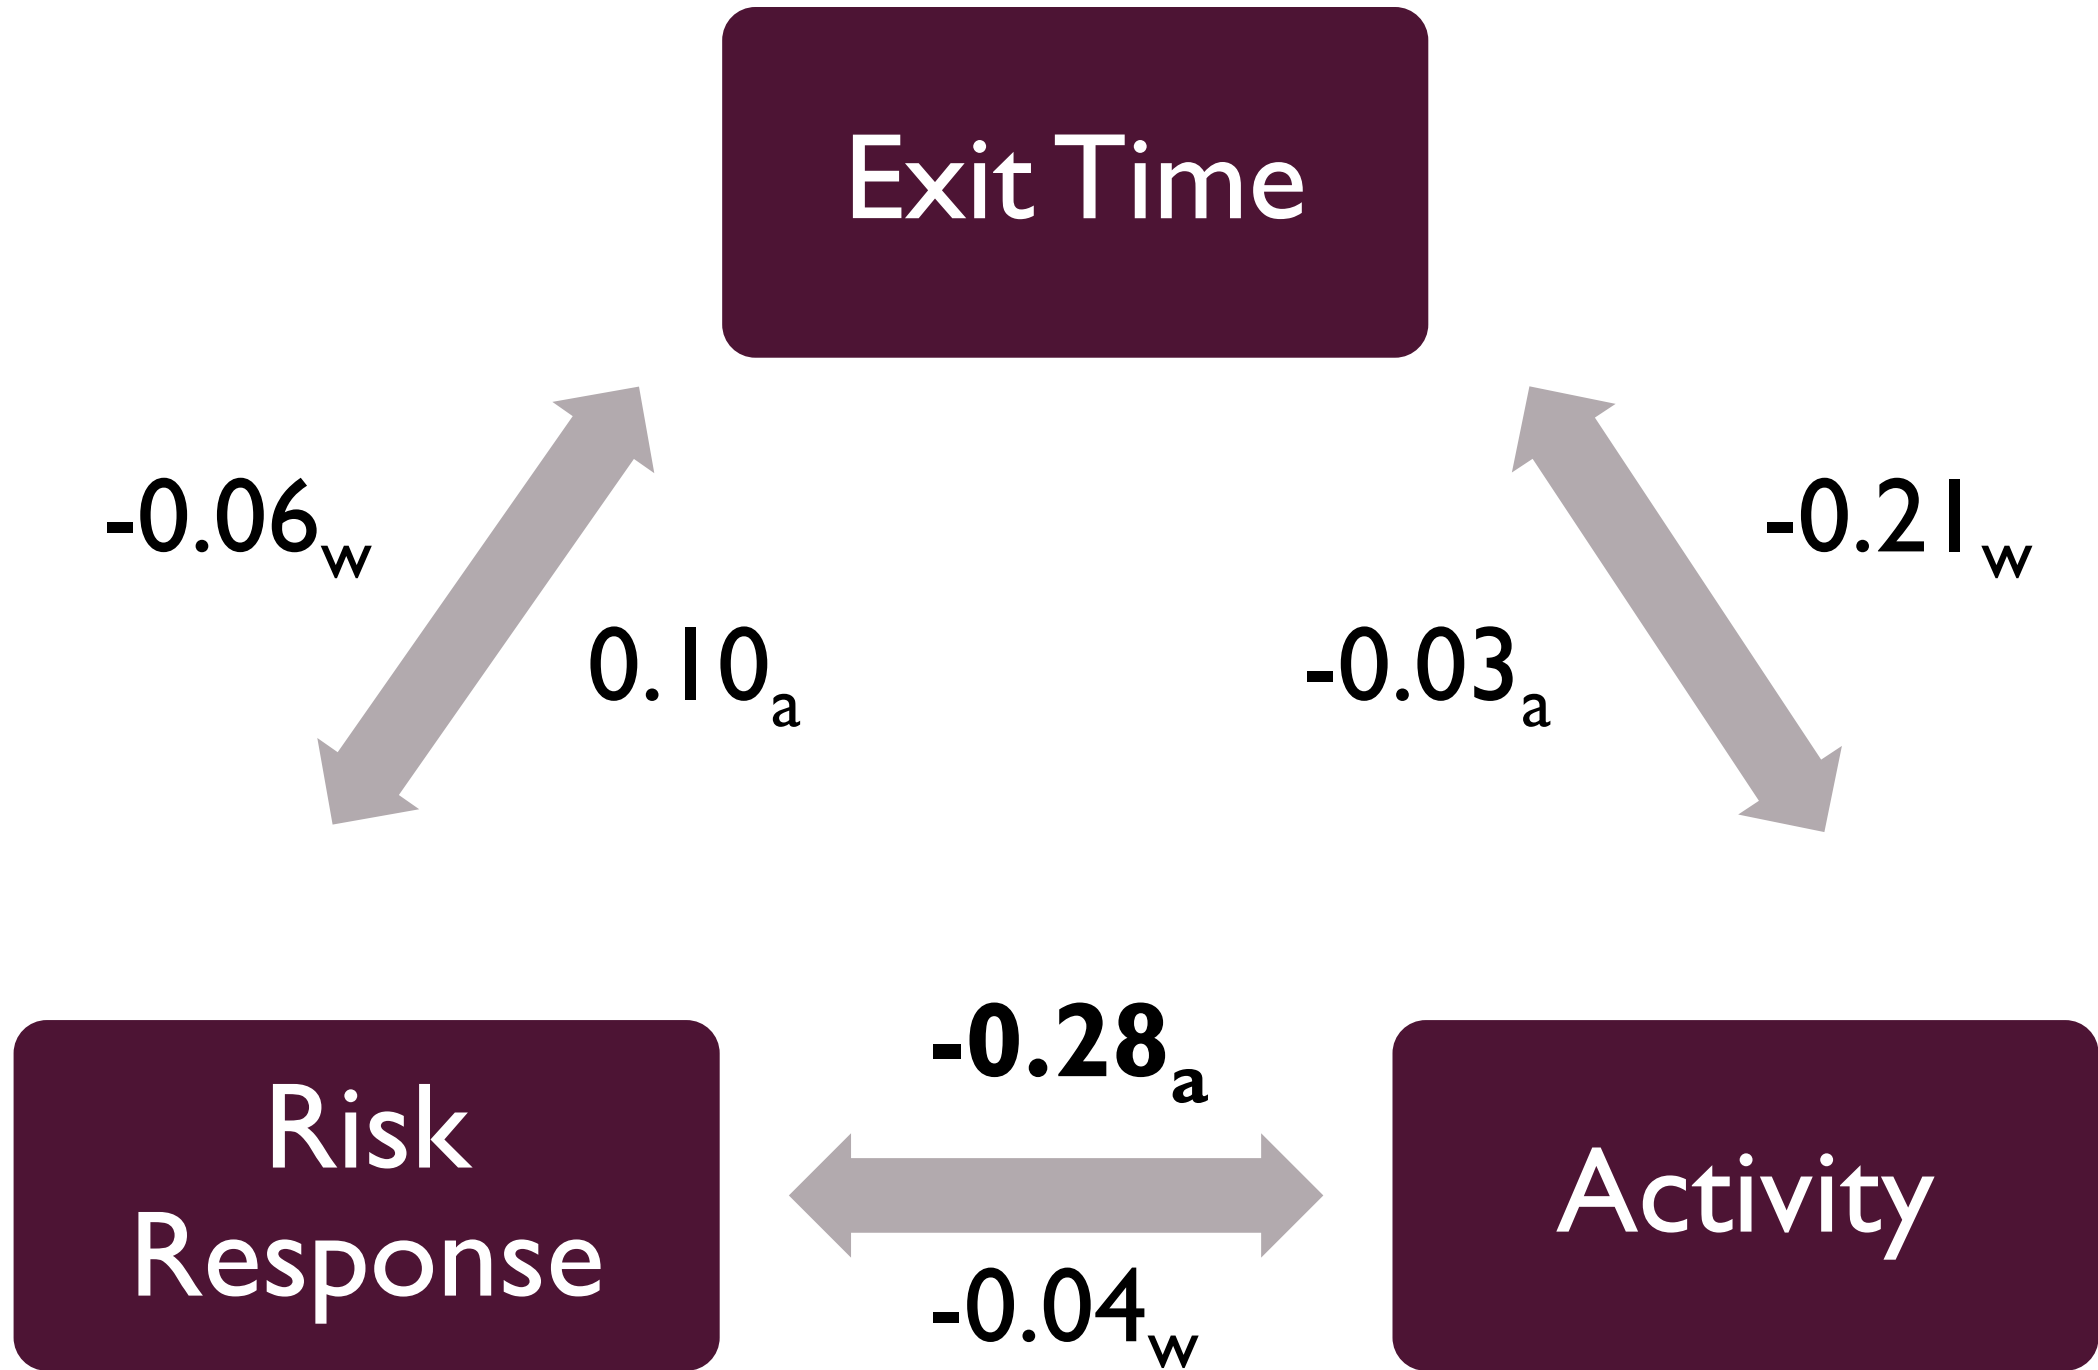 Exit Time
-0.06w
-0.21w
0.10a
-0.03a
-0.28a
Risk
Response
Activity
-0.04w